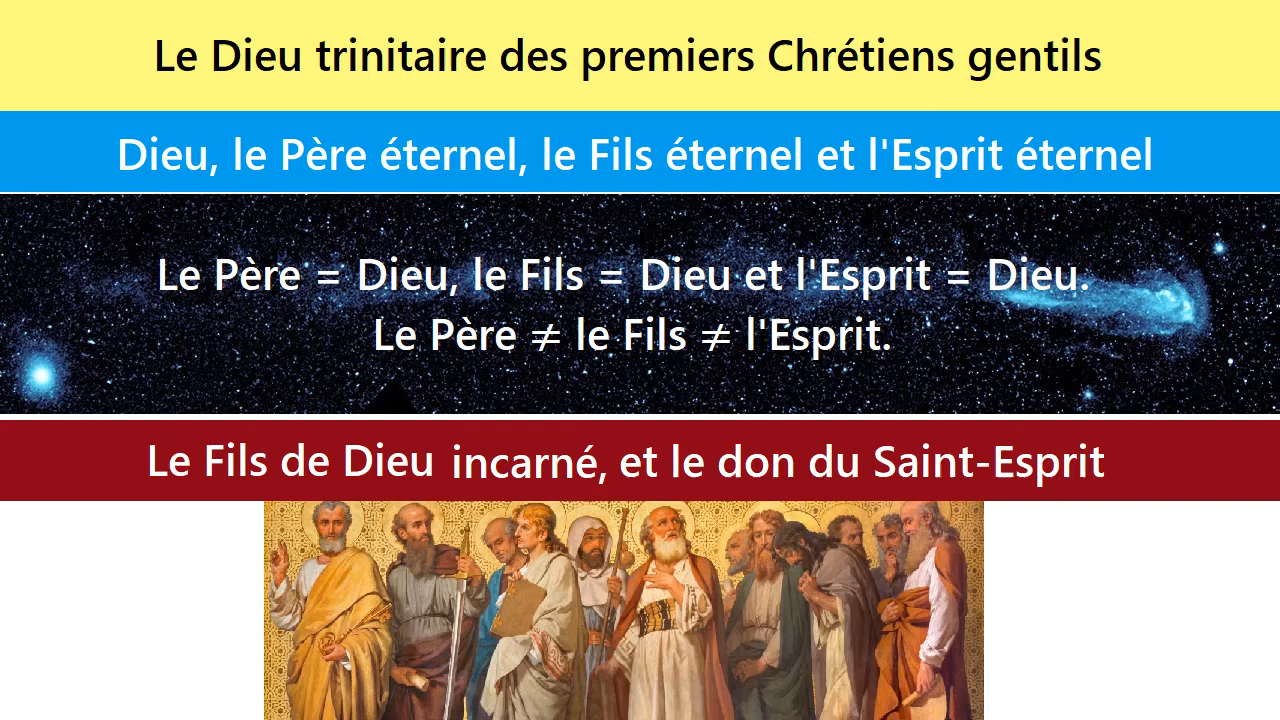 Le Dieu trinitaire des premiers Chrétiens gentils
Dieu, le Père éternel, le Fils éternel et l'Esprit éternel
Le Père = Dieu, le Fils = Dieu et l'Esprit = Dieu.
Le Père ≠ le Fils ≠ l'Esprit.
Le Fils de Dieu incarné, et le don du Saint-Esprit